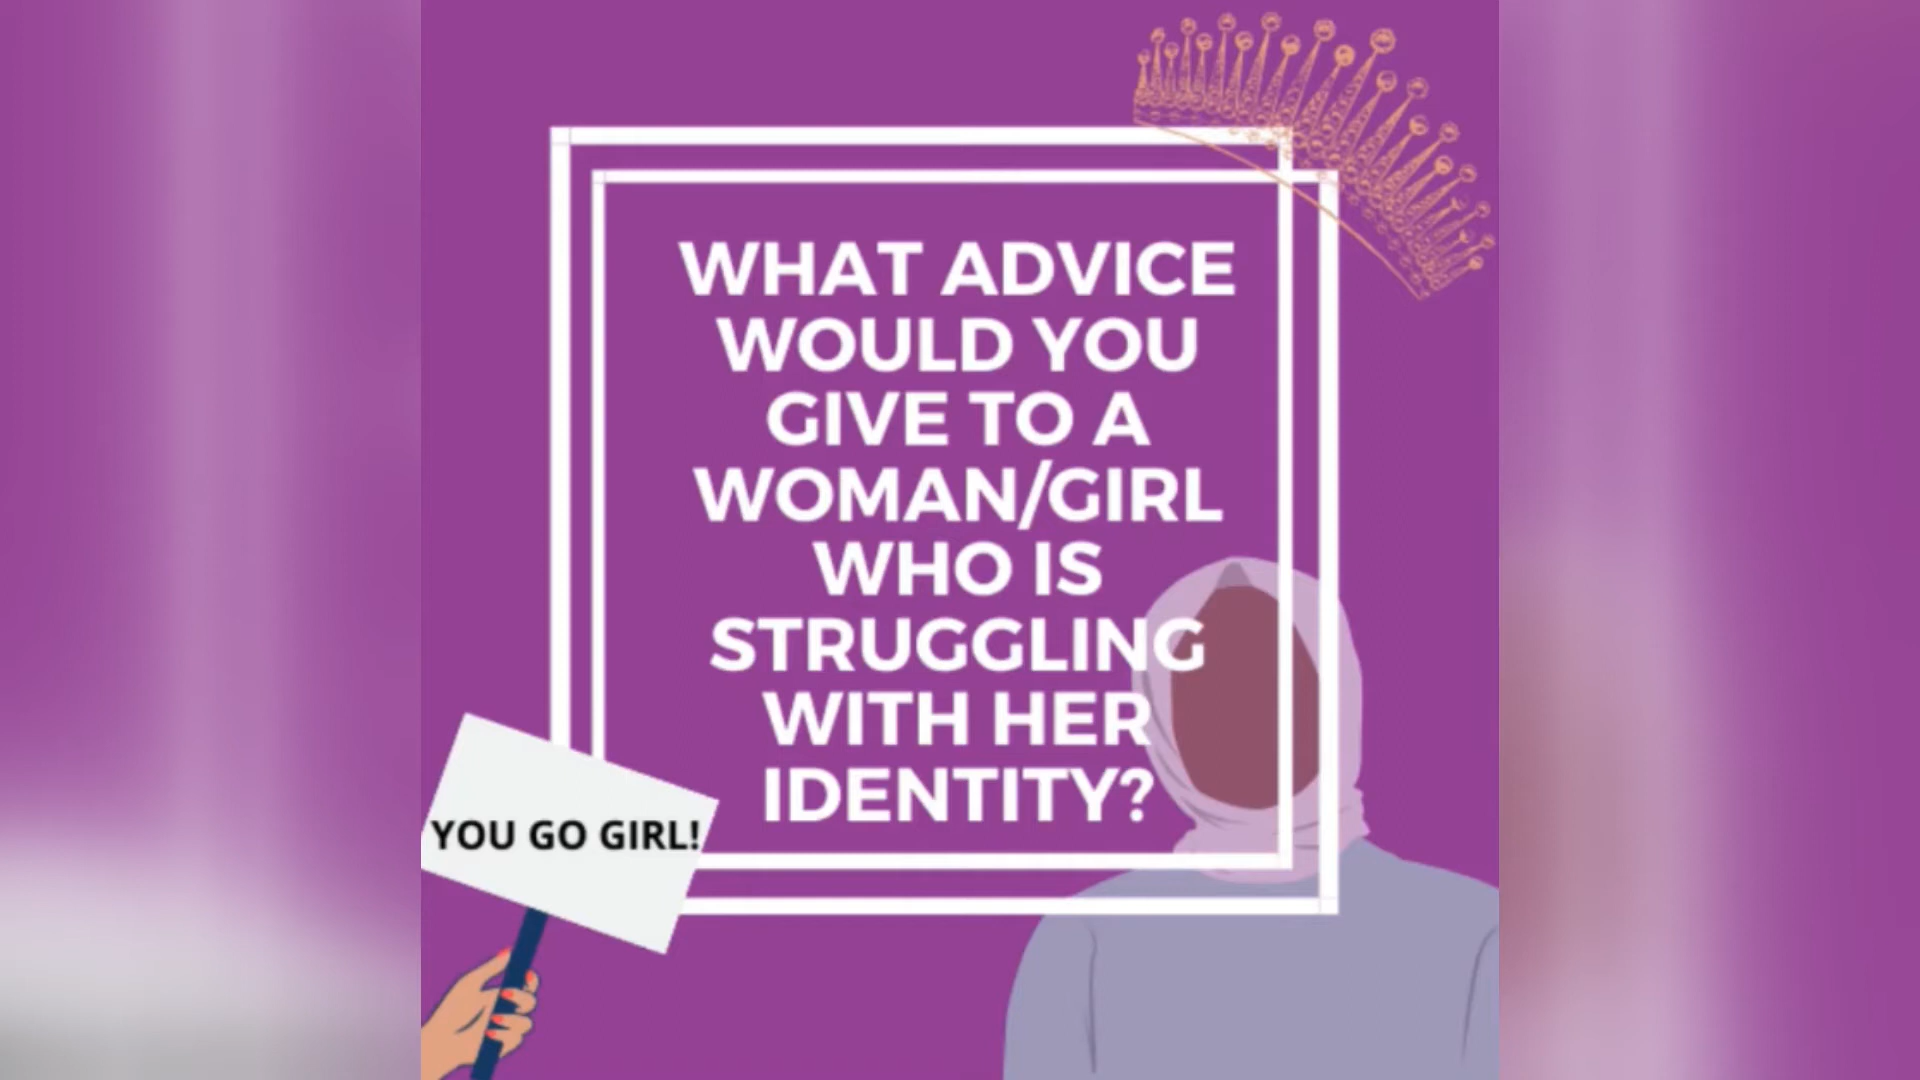 WHAT ADVICE
WOULD YOU
GIVE TO A
WOMAN/GIRL
WHO IS
STRUGGLING
WITH HER
IDENTITY?
YOU GO GIRL!